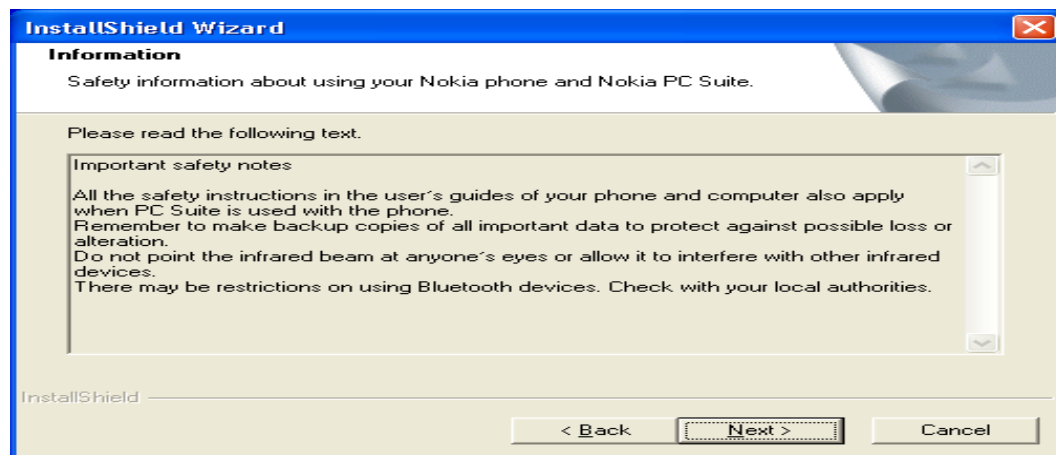 InstallShield Wizard
Information
Safety information about using your Nokia phone and Nokia PC Suite.
Please read the following text.
Important safety notes
All the safety instructions in the user´s guides of your phone and computer also apply
when PC Suite is used with the phone.
Remember to make backup copies of all important data to protect against possible loss or
alteration.
Do not point the infrared beam at anyone´s eyes or allow it to interfere with other infrared
devices.
There may be restrictions on using Bluetooth devices. Check with your local authorities.
InstallShield
< Back
Next >
Cancel